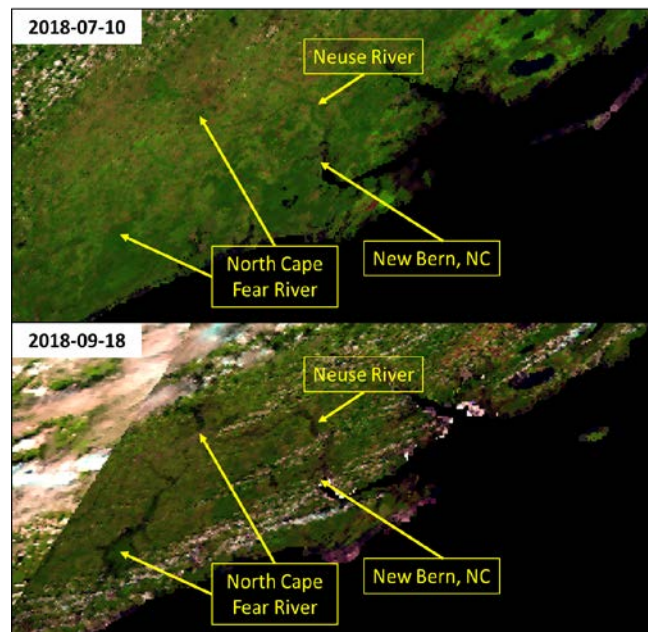 2018-07-10
Neuse River
North Cape
Fear River
New Bern, NC
2018-09-18
Neuse River
North Cape
Fear River
New Bern, NC